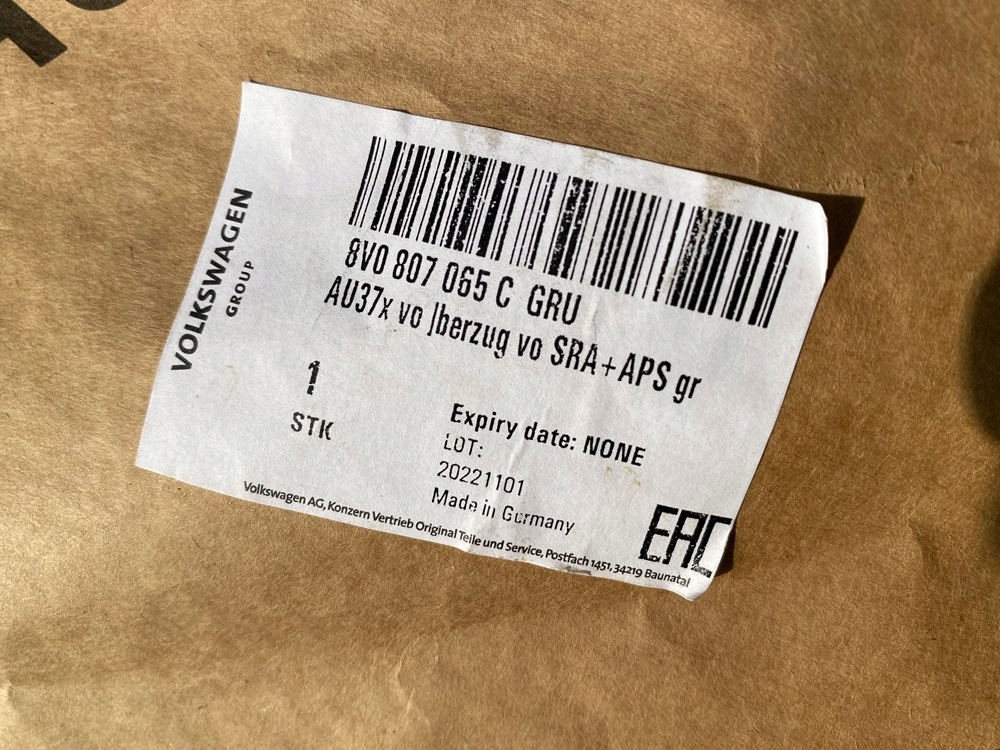 VOLKSWAGEN
GROUP
8V0 807 065 C GRU
AU37x vo |berzug vo SRA+APS gr
1
STK
Expiry date: NONE
LOT:
20221101
Made in Germany
EAC
Volkswagen AG, Konzern Vertrieb Original Teile und Service, Postfach 1451, 34219 Baunatal